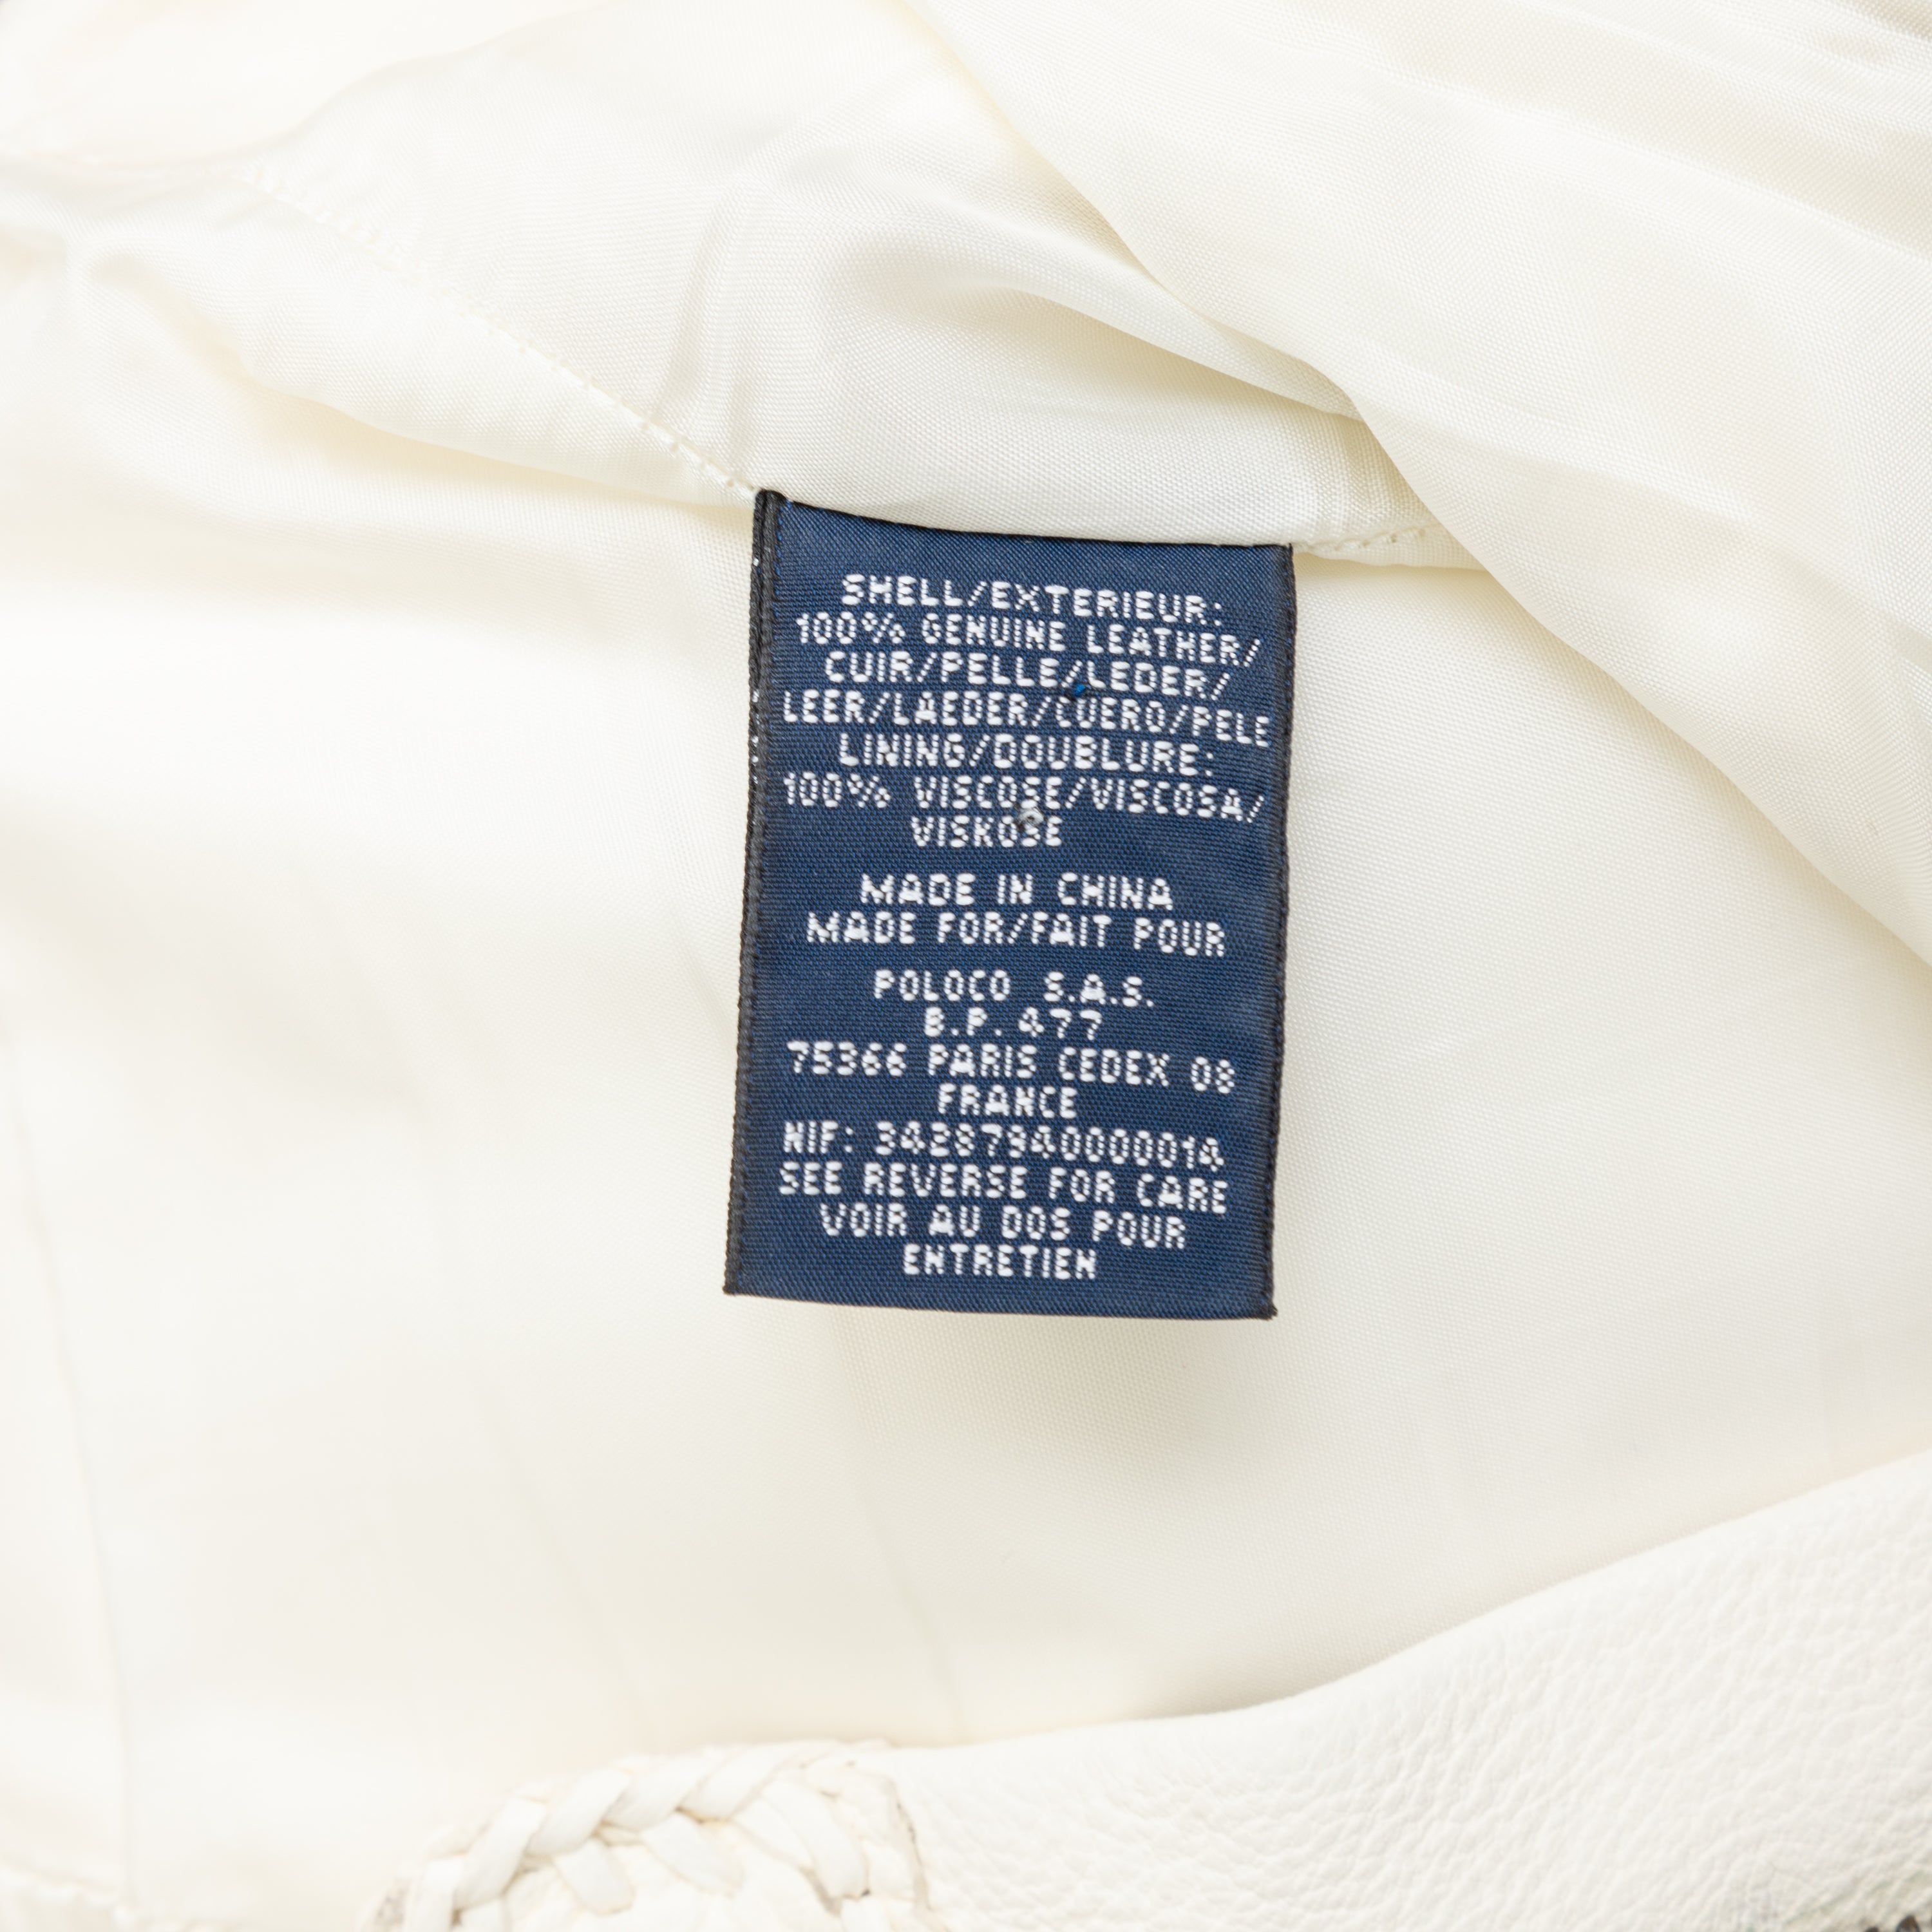 SHELL/EXTERIEUR:
100% GENUINE LEATHER/
CUIR/PELLE/LEDER/
LEER/LAEDER/CUERO/PELE
LINING/DOUBLURE:
100% VISCOSE/VISCOSA/
VISKOSE
MADE IN CHINA
MADE FOR/FAIT POUR
POLOCO S.A.S.
B.P. 477
75366 PARIS CEDEX 08
FRANCE
NIF: 34287940000014
SEE REVERSE FOR CARE
VOIR AU DOS POUR
ENTRETIEN